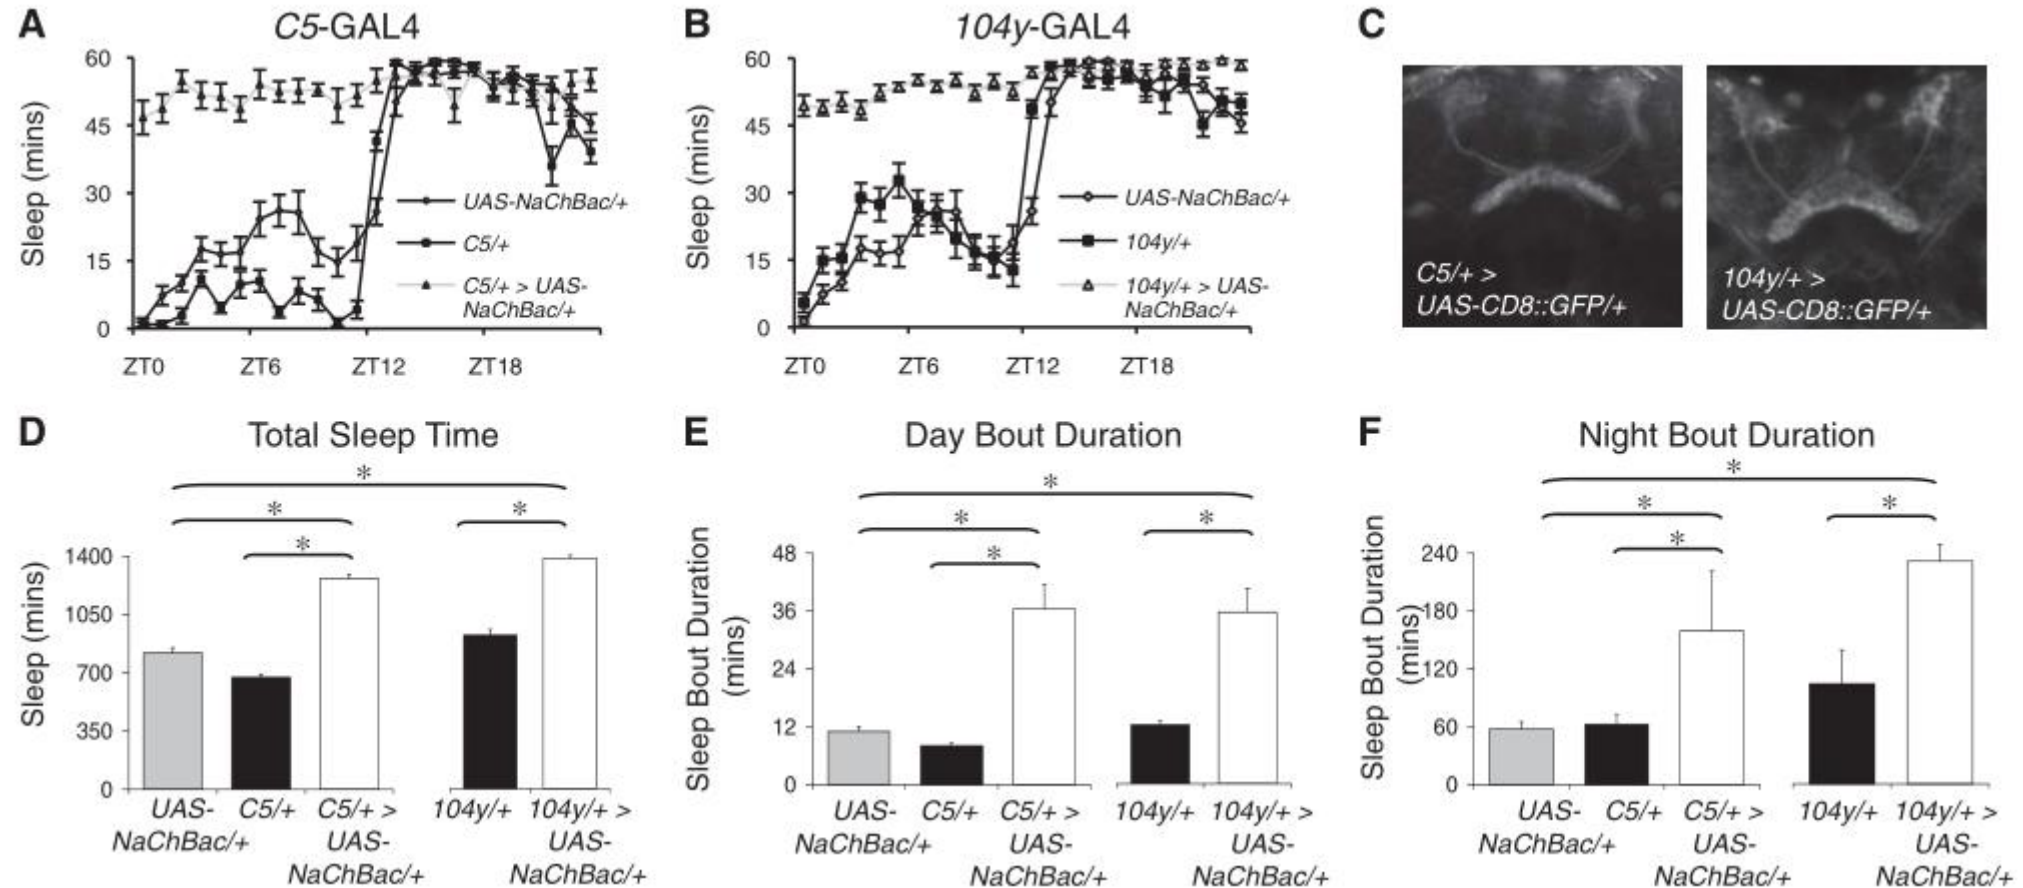 A
C5-GAL4
Sleep (mins)
60
45
30
15
0
ZT0
ZT6
ZT12
ZT18
UAS-NaChBac/+
C5/+
C5/+ > UAS-
NaChBac/+
B
104y-GAL4
Sleep (mins)
60
45
30
15
0
ZT0
ZT6
ZT12
ZT18
UAS-NaChBac/+
104y/+
104y/+ > UAS-
NaChBac/+
C
C5/+ >
UAS-CD8::GFP/+
104y/+ >
UAS-CD8::GFP/+
D
Total Sleep Time
*
*
*
*
Sleep (mins)
1400
1050
700
350
0
UAS-
NaChBac/+
C5/+
C5/+ >
UAS-
NaChBac/+
104y/+
104y/+ >
UAS-
NaChBac/+
E
Day Bout Duration
*
*
*
*
Sleep Bout Duration
(mins)
48
36
24
12
0
UAS-
NaChBac/+
C5/+
C5/+ >
UAS-
NaChBac/+
104y/+
104y/+ >
UAS-
NaChBac/+
F
Night Bout Duration
*
*
*
*
Sleep Bout Duration
(mins)
240
180
120
60
0
UAS-
NaChBac/+
C5/+
C5/+ >
UAS-
NaChBac/+
104y/+
104y/+ >
UAS-
NaChBac/+